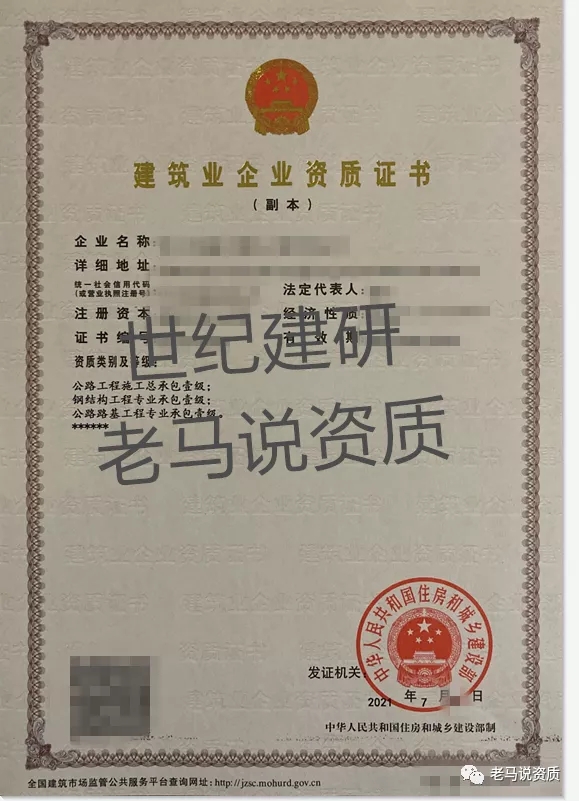 建筑业企业资质证书
（副本）
企业名称:
详细地址:
统一社会信用代码
(或营业执照注册号):
法定代表人:
注册资本
经济性质:
证书编号
有效期
资质类别及等级:
公路工程施工总承包壹级;
钢结构工程专业承包壹级;
公路路基工程专业承包壹级。
******
世纪建研
老马说资质
中华人民共和国住房和城乡建设部
发证机关
2021 年 7 月 日
中华人民共和国住房和城乡建设部制
全国建筑市场监管公共服务平台查询网址: http://jzsc.mohurd.gov.cn
老马说资质